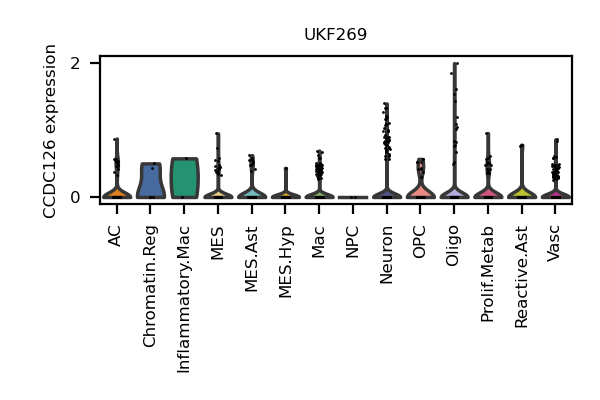 UKF269
CCDC126 expression
2
0
AC
Chromatin.Reg
Inflammatory.Mac
MES
MES.Ast
MES.Hyp
Mac
NPC
Neuron
OPC
Oligo
Prolif.Metab
Reactive.Ast
Vasc